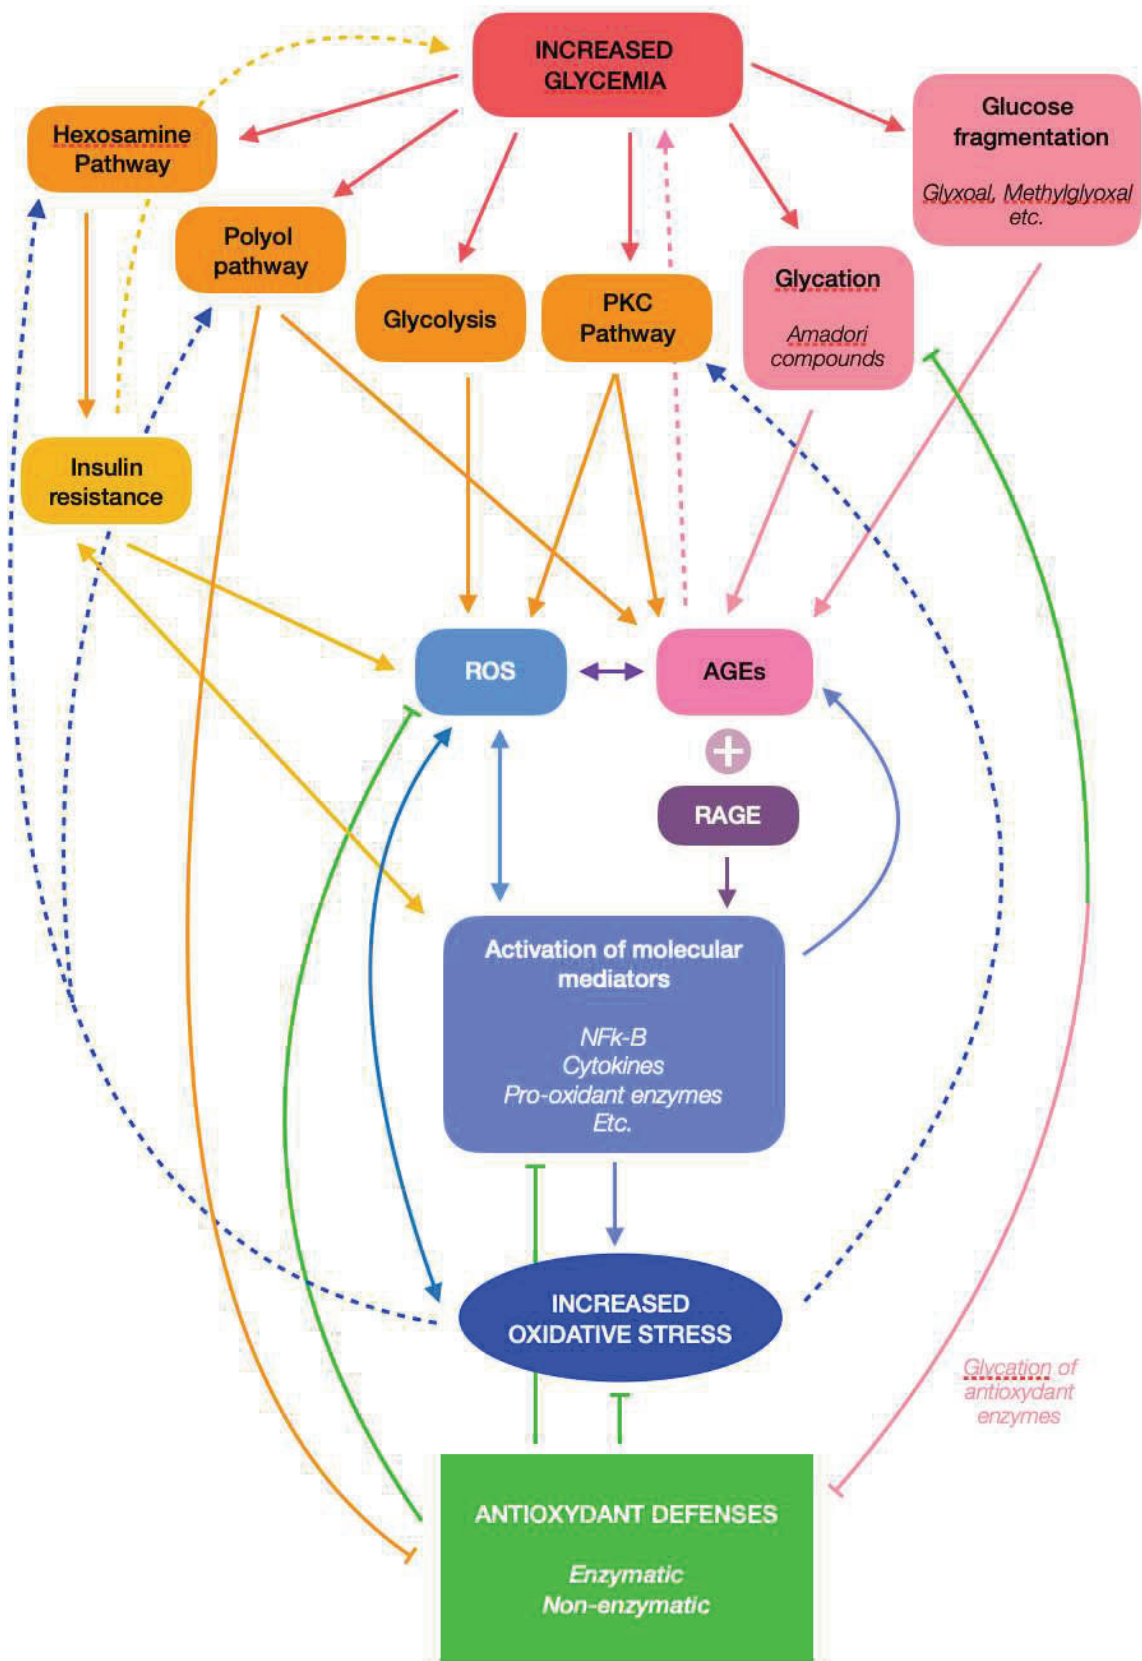 INCREASED
GLYCEMIA
Hexosamine
Pathway
Glucose
fragmentation
Glyxoal, Methylglyoxal
etc.
Polyol
pathway
Glycolysis
PKC
Pathway
Glycation
Amadori
compounds
Insulin
resistance
ROS
AGEs
+
RAGE
Activation of molecular
mediators
NFk-B
Cytokines
Pro-oxidant enzymes
Etc.
INCREASED
OXIDATIVE STRESS
Glycation of
antioxydant
enzymes
ANTIOXYDANT DEFENSES
Enzymatic
Non-enzymatic